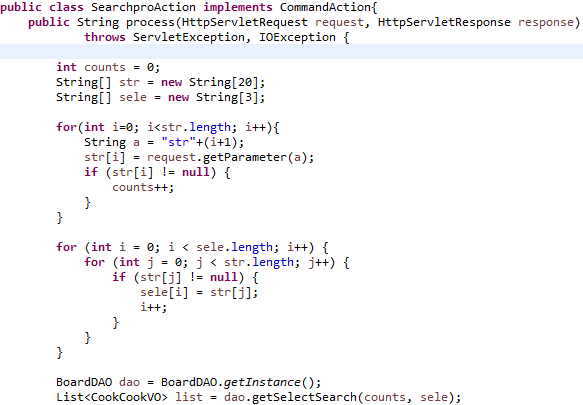 public class SearchproAction implements CommandAction{
    public String process(HttpServletRequest request, HttpServletResponse response)
            throws ServletException, IOException {

        int counts = 0;
        String[] str = new String[20];
        String[] sele = new String[3];

        for(int i=0; i<str.length; i++){
            String a = "str"+(i+1);
            str[i] = request.getParameter(a);
            if (str[i] != null) {
                counts++;
            }
        }

        for (int i = 0; i < sele.length; i++) {
            for (int j = 0; j < str.length; j++) {
                if (str[j] != null) {
                    sele[i] = str[j];
                    i++;
                }
            }
        }

        BoardDAO dao = BoardDAO.getInstance();
        List<CookCookVO> list = dao.getSelectSearch(counts, sele);